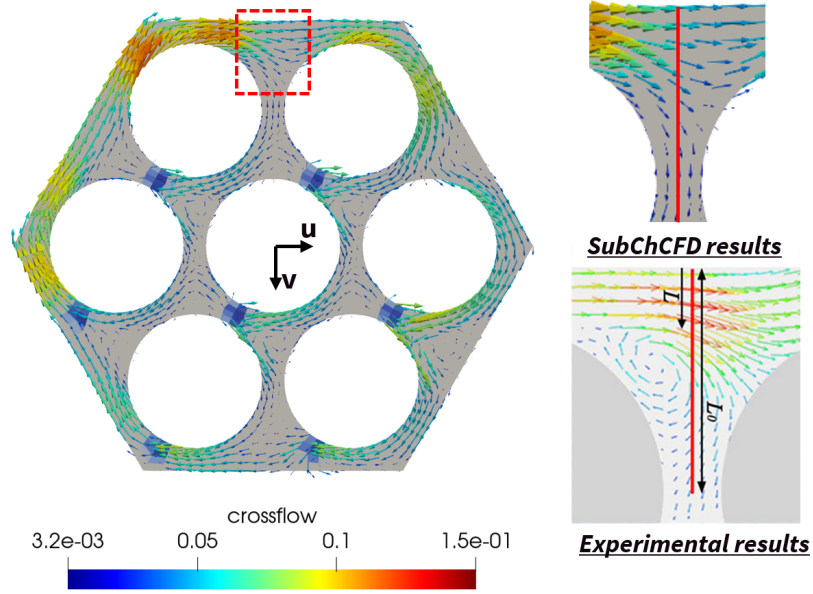 u
v
SubChCFD results
L
L₀
Experimental results
crossflow
3.2e-03 0.05 0.1 1.5e-01